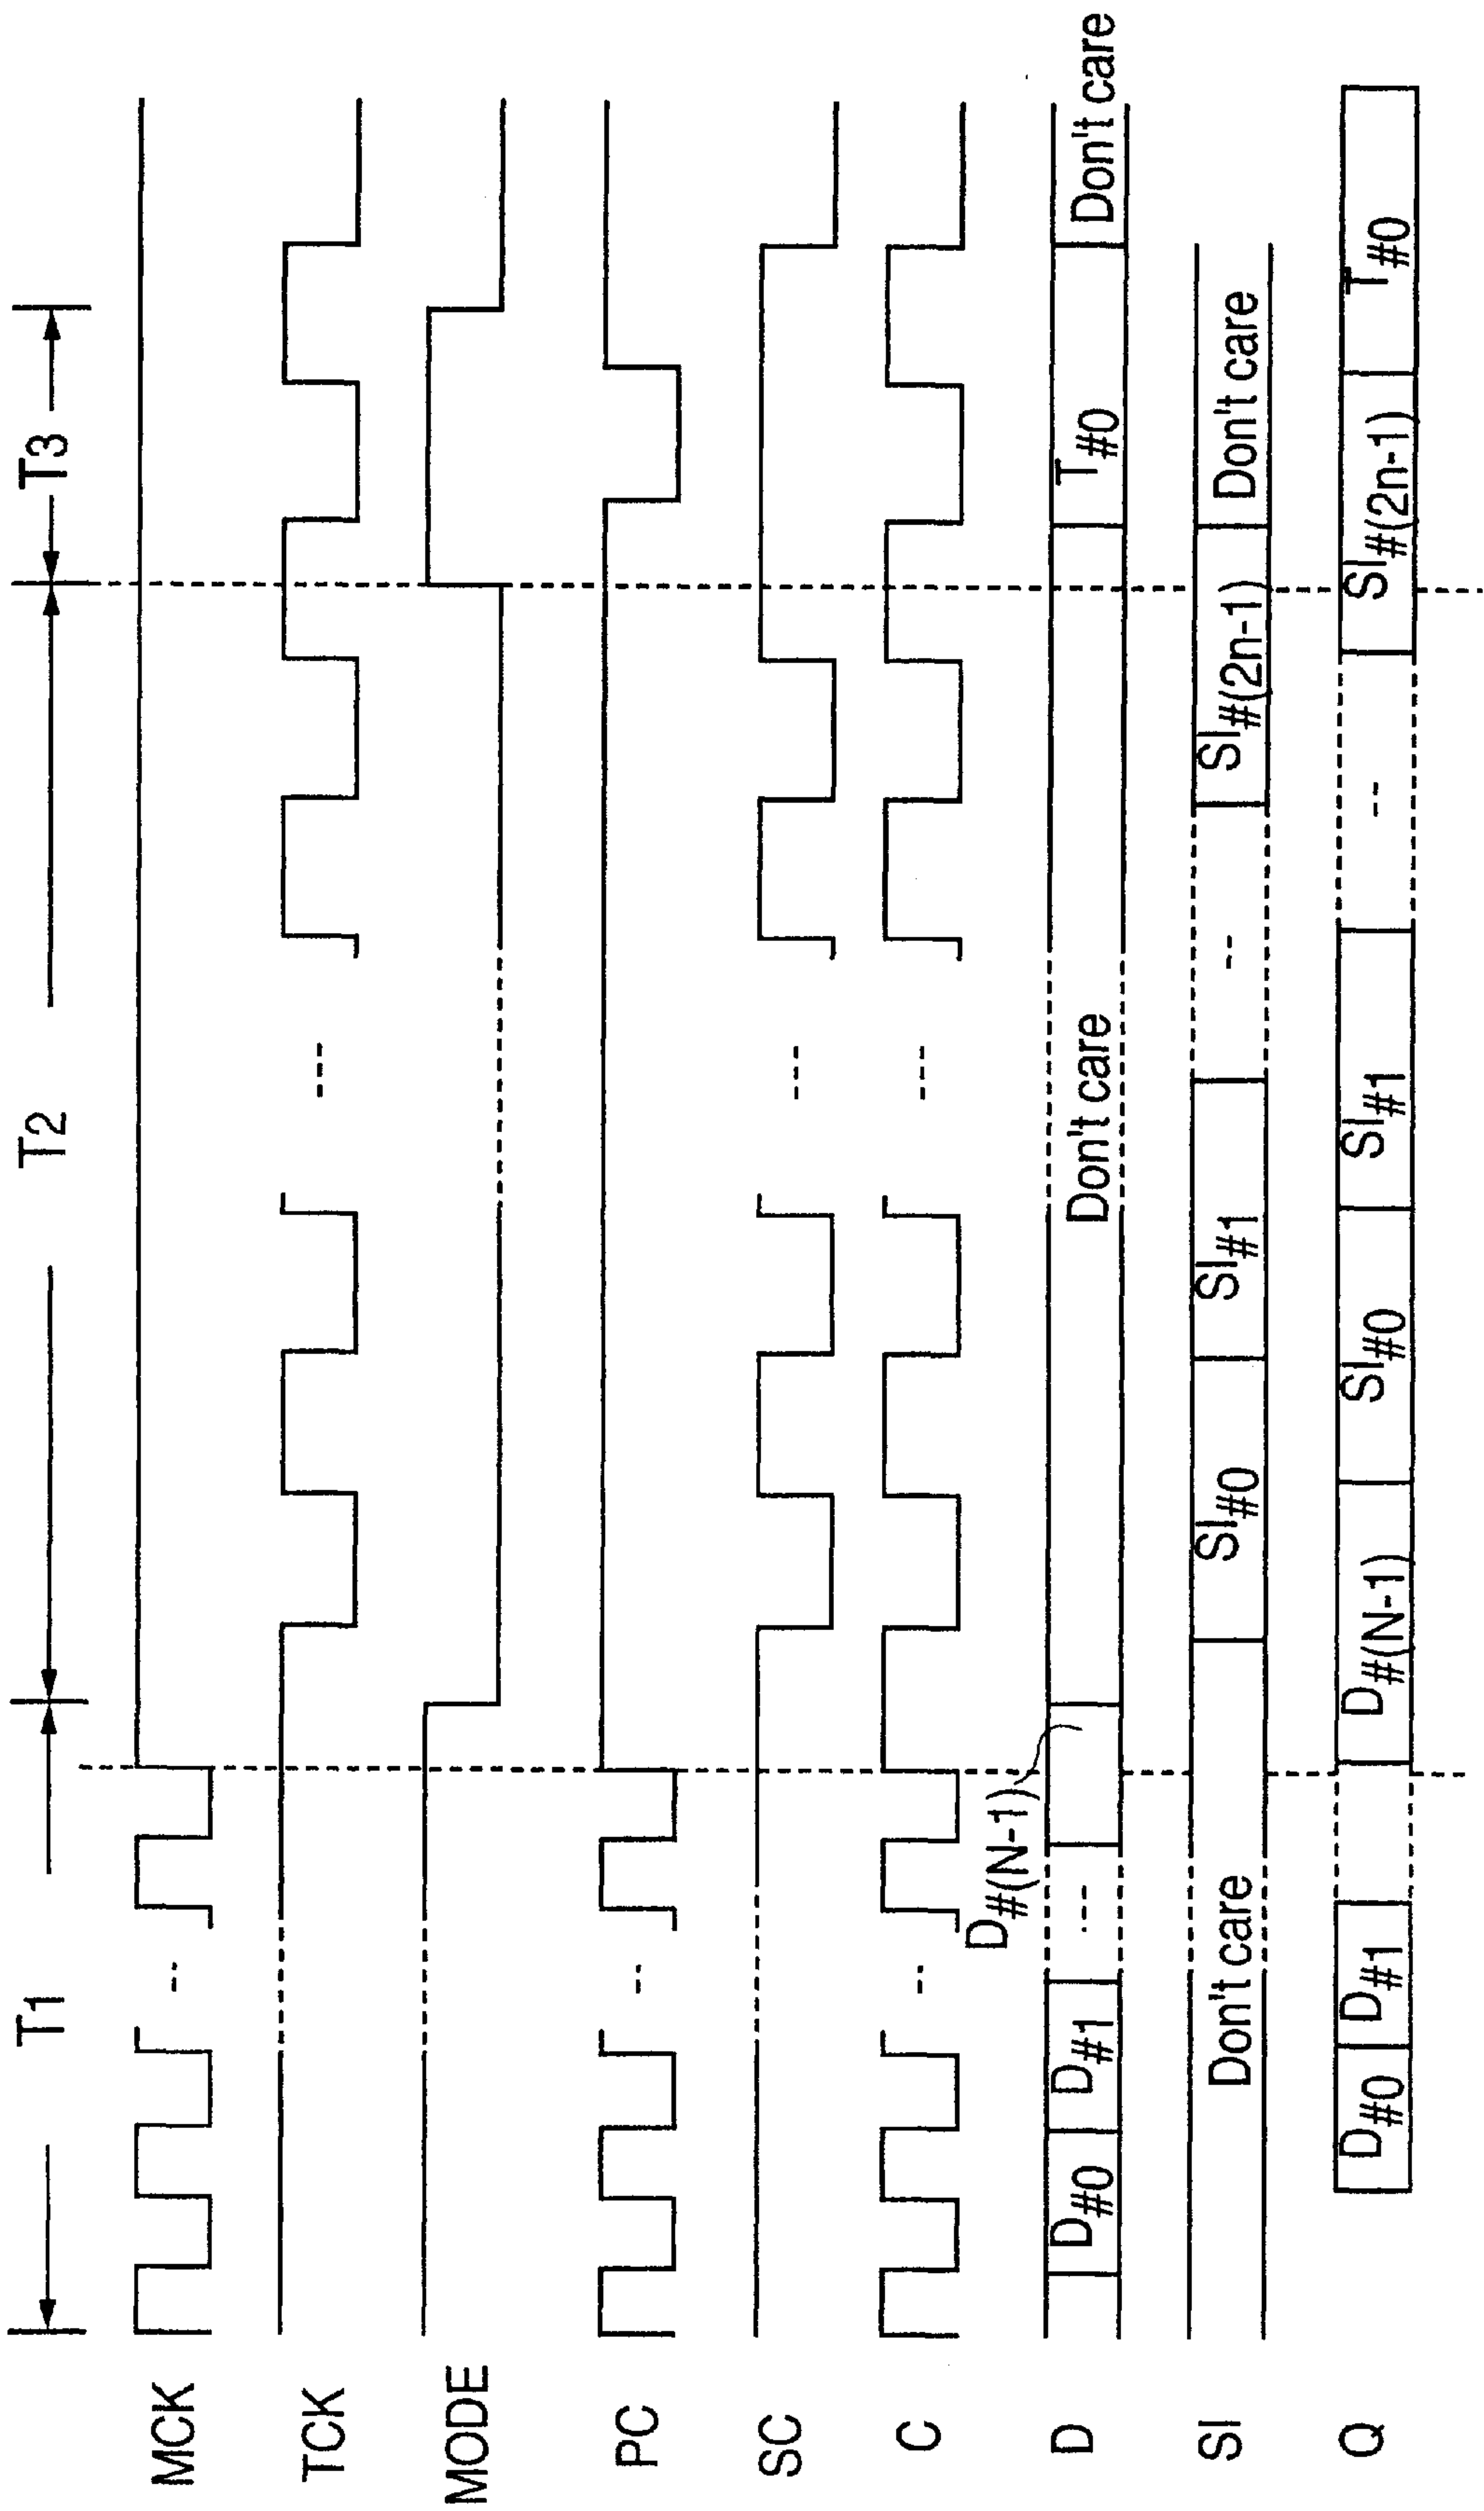 T1 T2 T3
MCK --
TCK ---
MODE
PC --
SC ---
C -- ---
D D#0 D#1 --- D#(N-1) Don't care T#0 Don't care
SI Don't care SI#0 SI#1 -- SI#(2n-1) Don't care
Q D#0 D#1 D#(N-1) SI#0 SI#1 -- SI#(2n-1) T#0